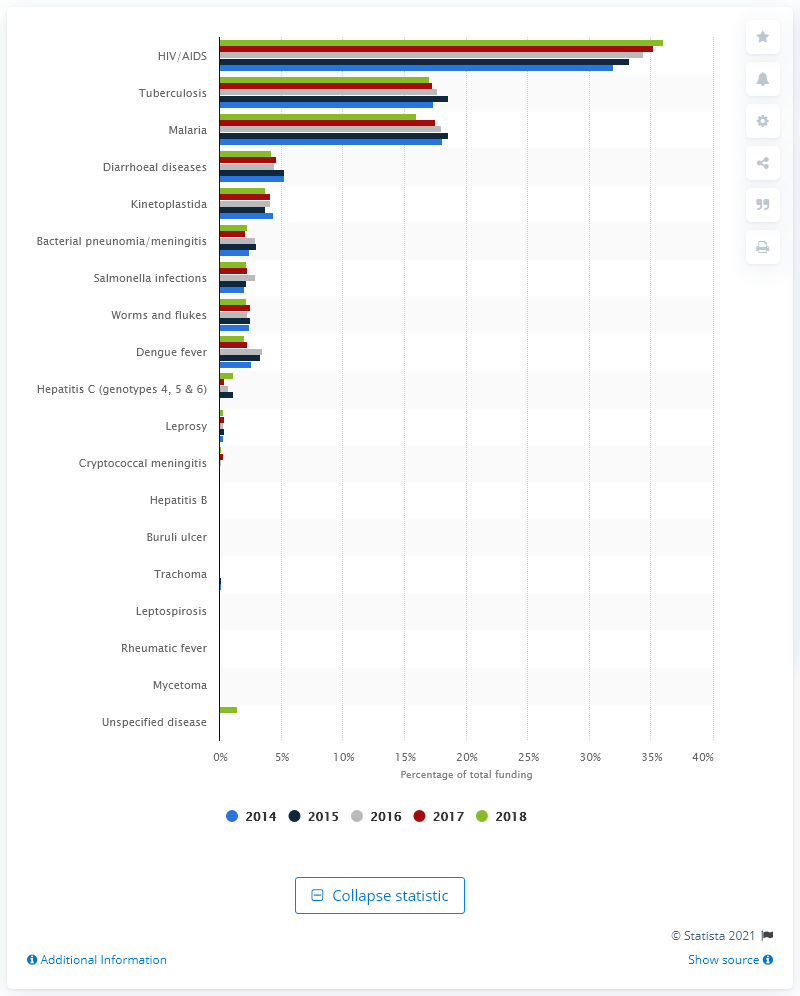 HIV/AIDS
Tuberculosis
Malaria
Diarrhoeal diseases
Kinetoplastida
Bacterial pneunomia/meningitis
Salmonella infections
Worms and flukes
Dengue fever
Hepatitis C (genotypes 4, 5 & 6)
Leprosy
Cryptococcal meningitis
Hepatitis B
Buruli ulcer
Trachoma
Leptospirosis
Rheumatic fever
Mycetoma
Unspecified disease
0% 5% 10% 15% 20% 25% 30% 35% 40%
Percentage of total funding
2014 2015 2016 2017 2018
Collapse statistic
© Statista 2021
Additional Information Show source